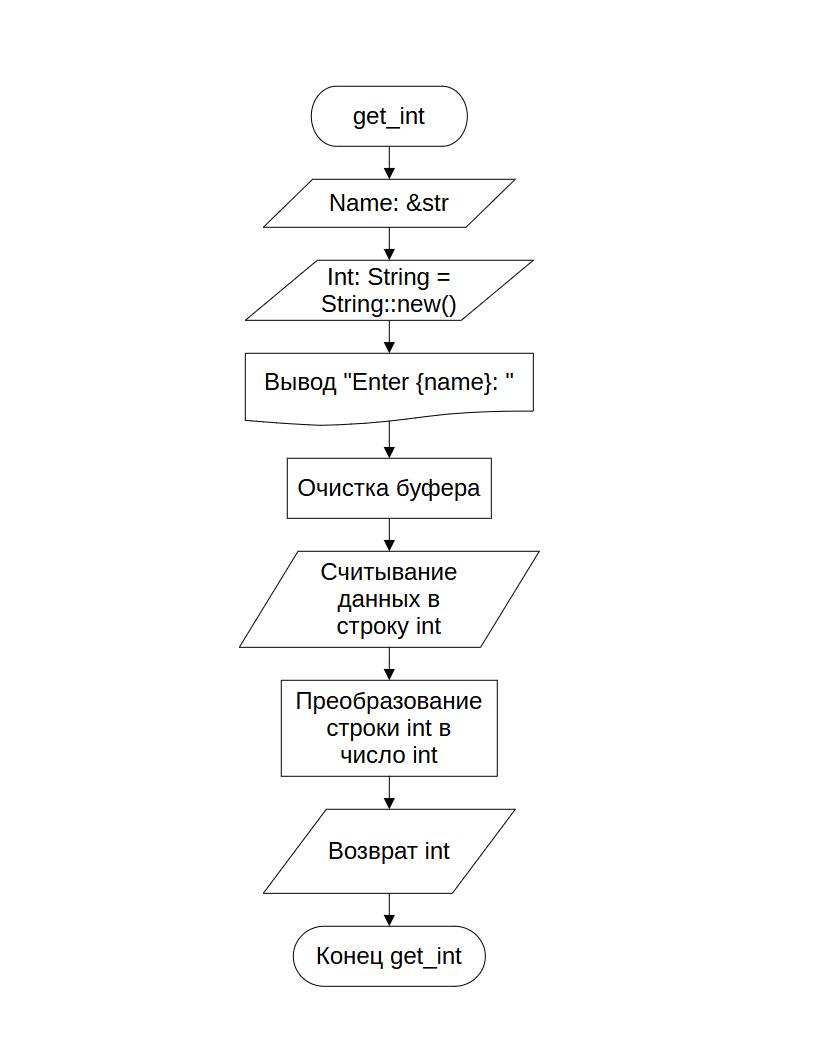 get_int
Name: &str
Int: String =
String::new()
Вывод "Enter {name}: "
Очистка буфера
Считывание
данных в
строку int
Преобразование
строки int в
число int
Возврат int
Конец get_int